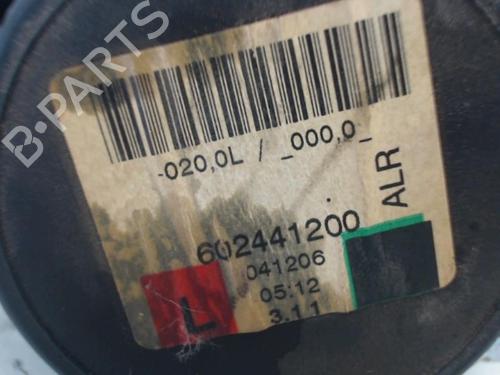 B-PARTS
-020,0L / _000,0_
ALR
602441200
041206
05:12
3.1.1
L